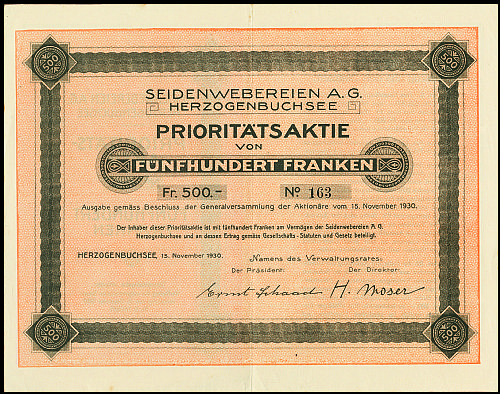 500 500
SEIDENWEBEREIEN A.G.
HERZOGENBUCHSEE
PRIORITÄTSAKTIE
VON
FÜNFHUNDERT FRANKEN
Fr. 500.- No 163
Ausgabe gemäss Beschluss der Generalversammlung der Aktionäre vom 15. November 1930.
Der Inhaber dieser Prioritätsaktie ist mit fünfhundert Franken am Vermögen der Seidenwebereien A. G.
Herzogenbuchsee und an dessen Ertrag gemäss Gesellschafts-Statuten und Gesetz beteiligt.
HERZOGENBUCHSEE, 15. November 1930. Namens des Verwaltungsrates:
Der Präsident: Der Direktor:
Ernst Schaad H. Moser
500 500